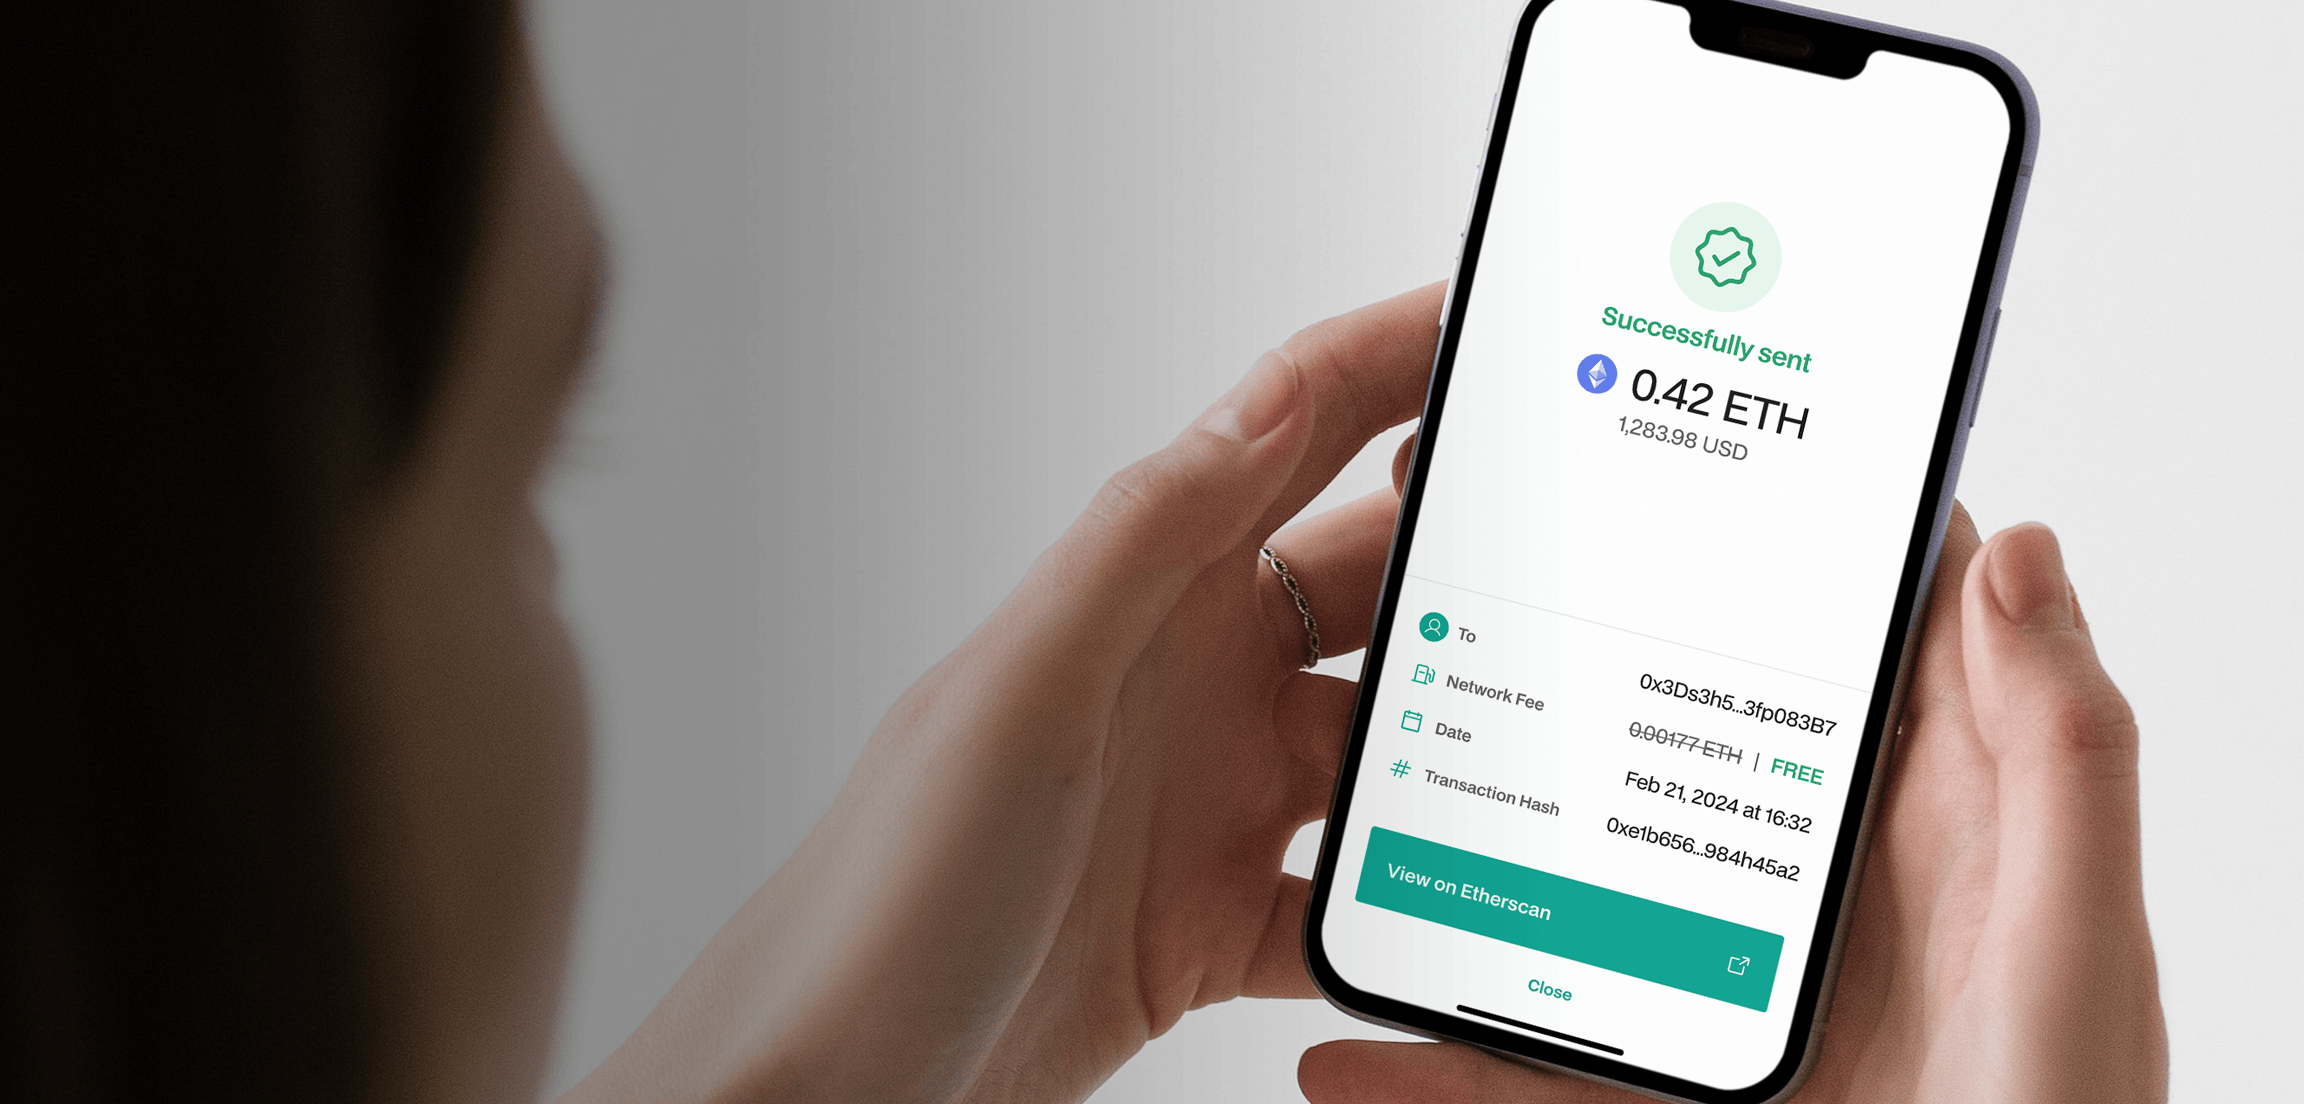 Successfully sent
0.42 ETH
1,283.98 USD
To
0x3Ds3h5...3fp083B7
Network Fee
0.00177 ETH | FREE
Date
Feb 21, 2024 at 16:32
Transaction Hash
0xe1b656...984h45a2
View on Etherscan
Close